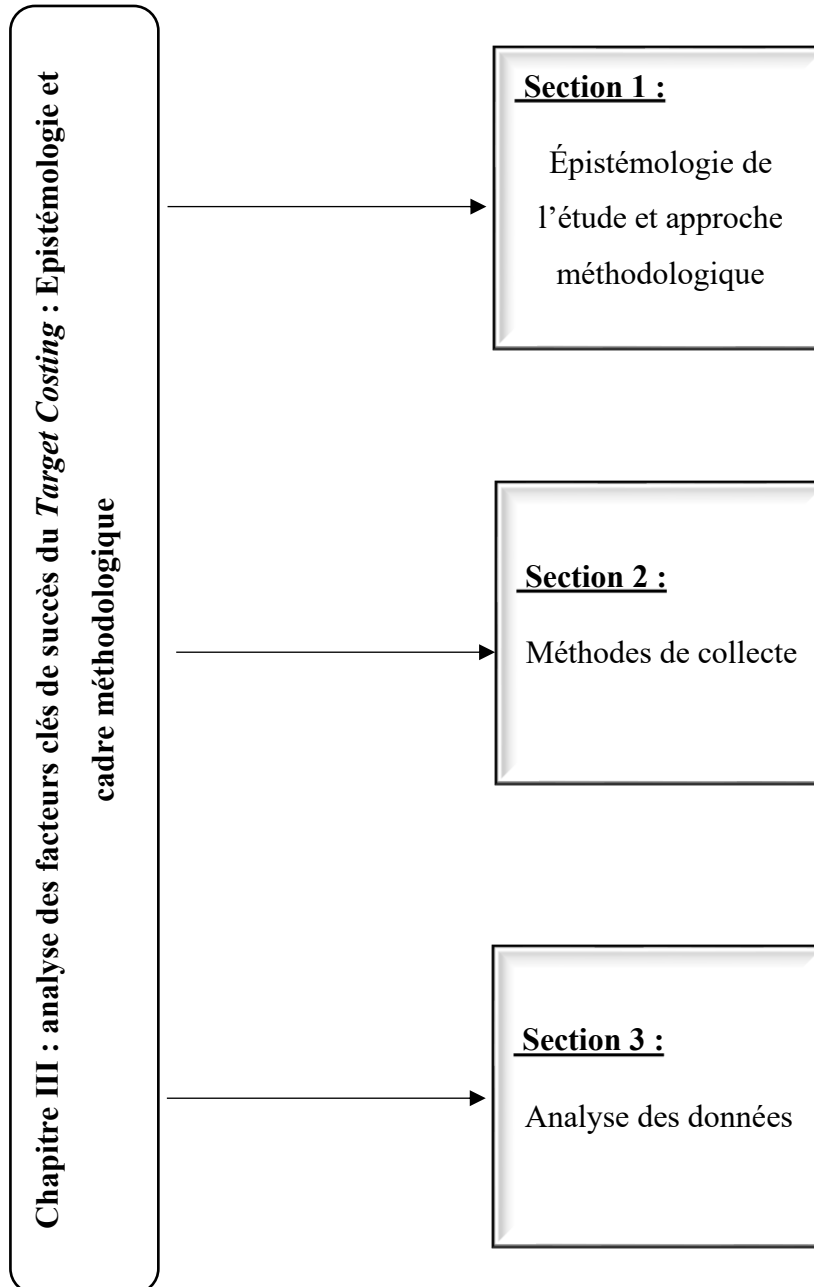 Chapitre III : analyse des facteurs clés de succès du Target Costing : Epistémologie et
cadre méthodologique
Section 1 :
Épistémologie de
l’étude et approche
méthodologique
Section 2 :
Méthodes de collecte
Section 3 :
Analyse des données